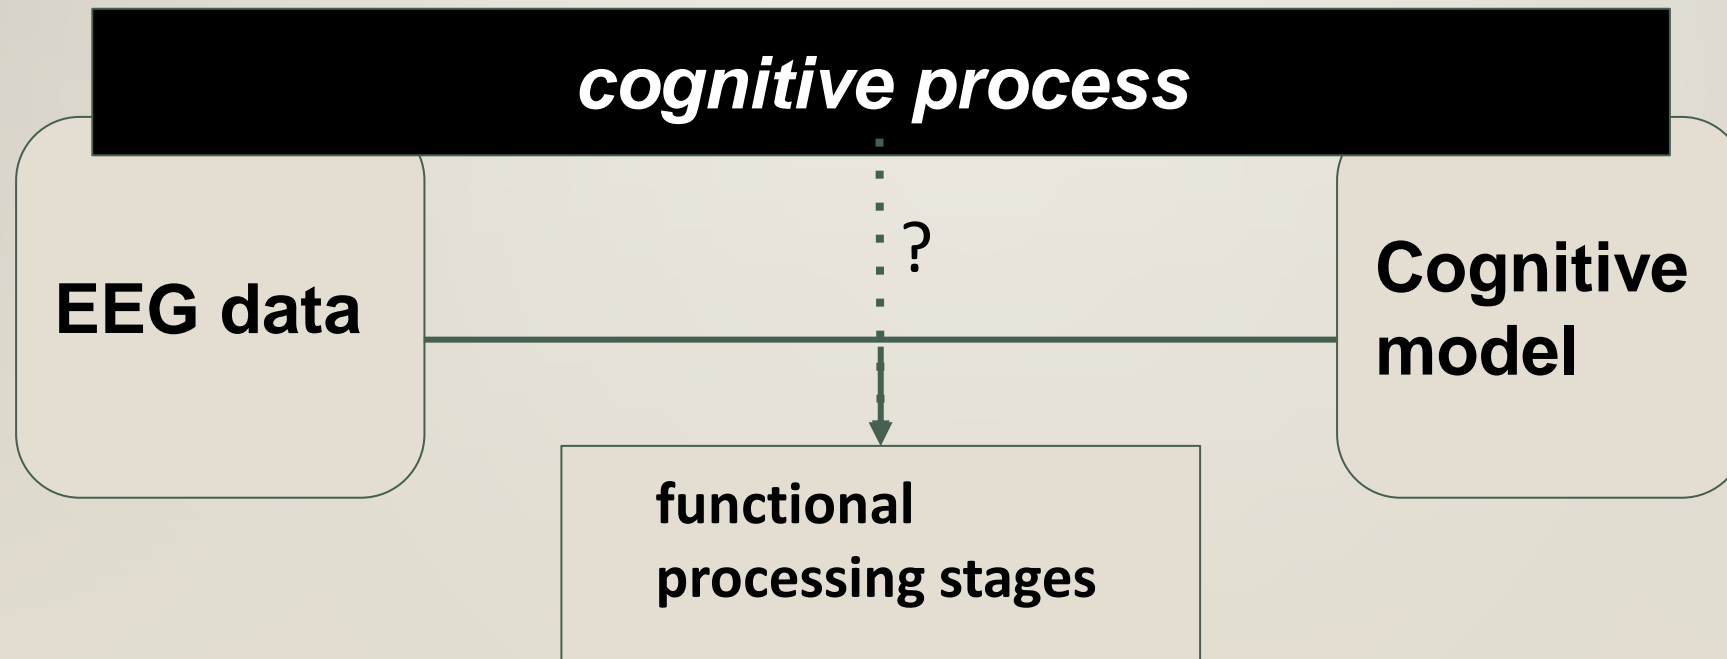 cognitive process
?
EEG data
Cognitive
model
functional
processing stages